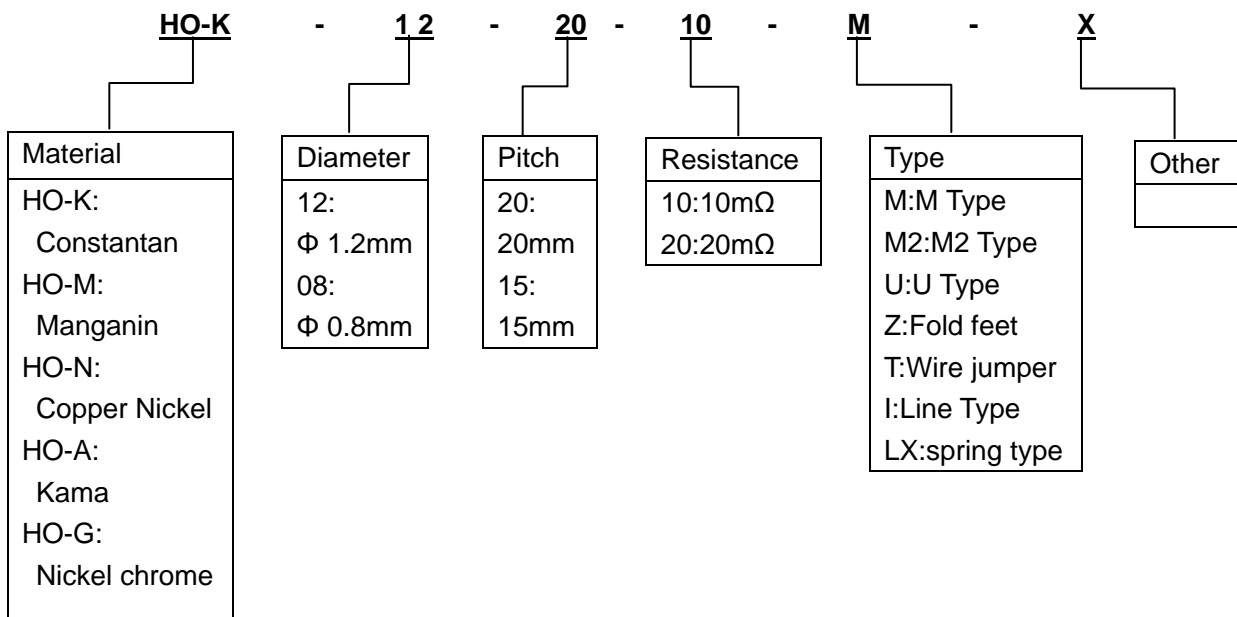 HO-K - 1 2 - 20 - 10 - M - X
Material
HO-K:
Constantan
HO-M:
Manganin
HO-N:
Copper Nickel
HO-A:
Kama
HO-G:
Nickel chrome
Diameter
12:
Φ 1.2mm
08:
Φ 0.8mm
Pitch
20:
20mm
15:
15mm
Resistance
10:10mΩ
20:20mΩ
Type
M:M Type
M2:M2 Type
U:U Type
Z:Fold feet
T:Wire jumper
I:Line Type
LX:spring type
Other